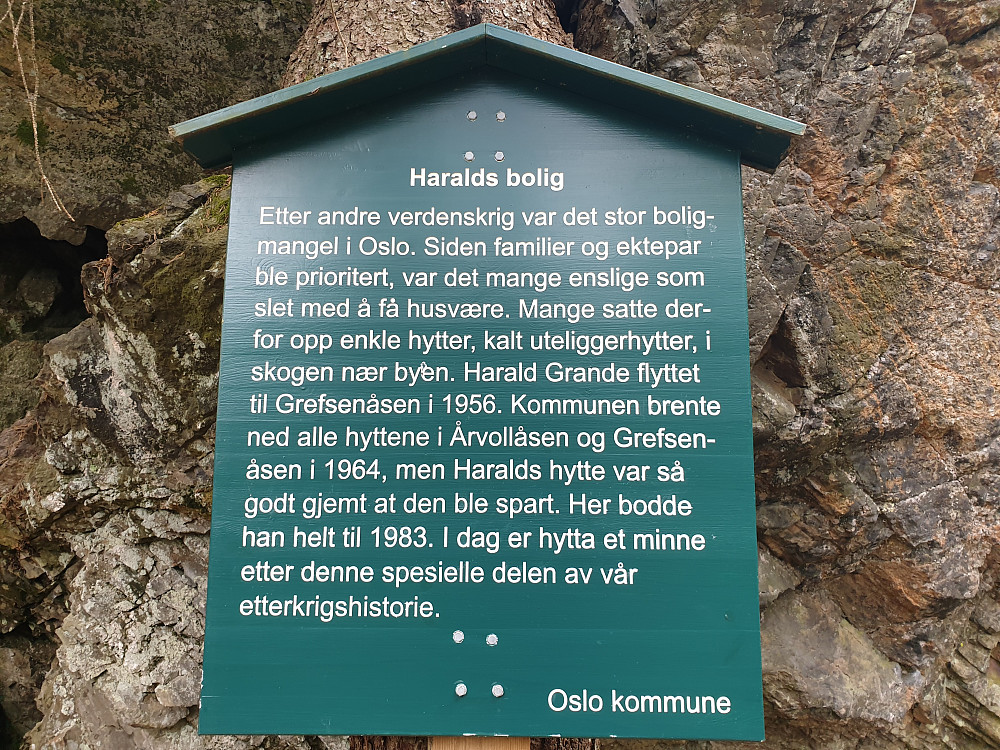 Haralds bolig
Etter andre verdenskrig var det stor bolig-
mangel i Oslo. Siden familier og ektepar
ble prioritert, var det mange enslige som
slet med å få husvære. Mange satte der-
for opp enkle hytter, kalt uteliggerhytter, i
skogen nær byen. Harald Grande flyttet
til Grefsenåsen i 1956. Kommunen brente
ned alle hyttene i Årvollåsen og Grefsen-
åsen i 1964, men Haralds hytte var så
godt gjemt at den ble spart. Her bodde
han helt til 1983. I dag er hytta et minne
etter denne spesielle delen av vår
etterkrigshistorie.
Oslo kommune